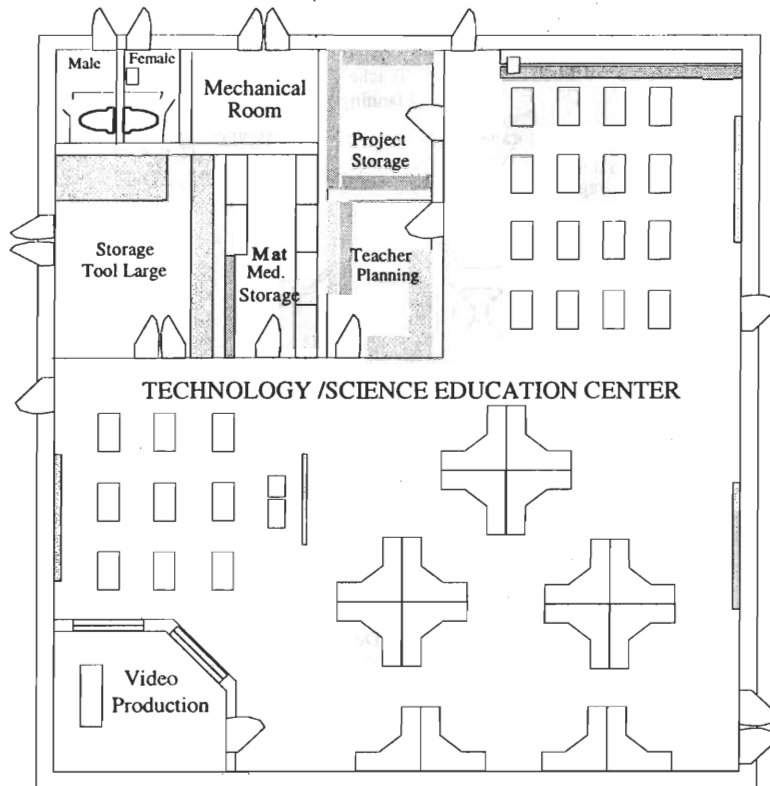 Male
Female
Mechanical
Room
Project
Storage
Storage
Tool Large
Mat
Med.
Storage
Teacher
Planning
TECHNOLOGY /SCIENCE EDUCATION CENTER
Video
Production